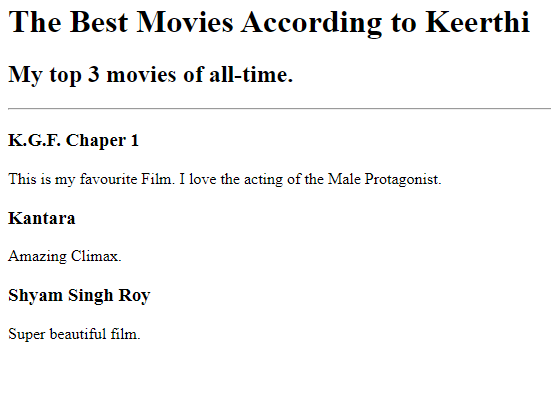 The Best Movies According to Keerthi
My top 3 movies of all-time.
K.G.F. Chaper 1
This is my favourite Film. I love the acting of the Male Protagonist.
Kantara
Amazing Climax.
Shyam Singh Roy
Super beautiful film.